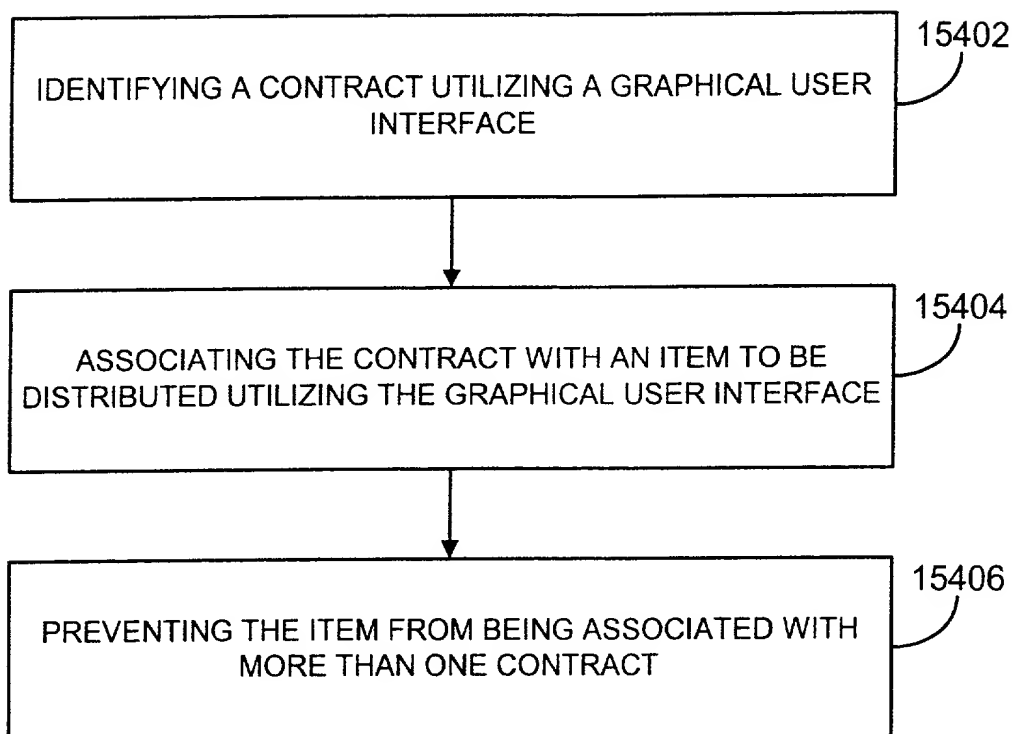 15402
IDENTIFYING A CONTRACT UTILIZING A GRAPHICAL USER
INTERFACE
15404
ASSOCIATING THE CONTRACT WITH AN ITEM TO BE
DISTRIBUTED UTILIZING THE GRAPHICAL USER INTERFACE
15406
PREVENTING THE ITEM FROM BEING ASSOCIATED WITH
MORE THAN ONE CONTRACT